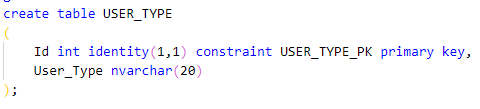 create table USER_TYPE
(
    Id int identity(1,1) constraint USER_TYPE_PK primary key,
    User_Type nvarchar(20)
);